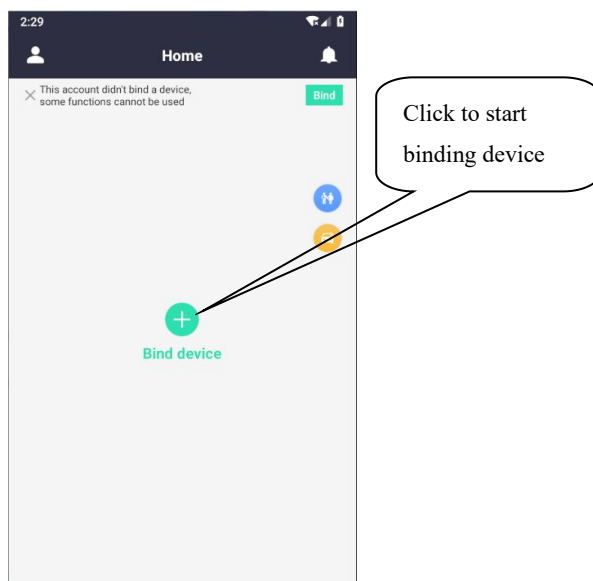 2:29
Home
This account didn't bind a device,
some functions cannot be used
Bind
Click to start
binding device
Bind device